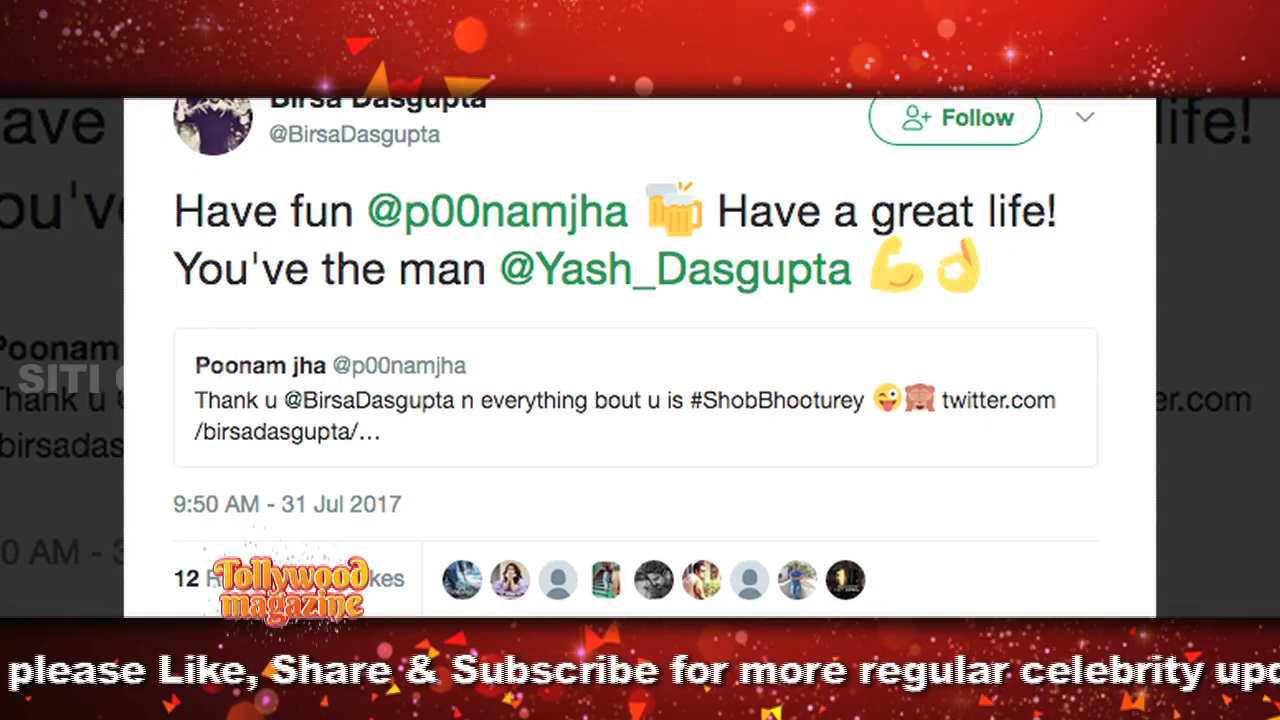 Birsa Dasgupta
@BirsaDasgupta
Follow
Have fun @p00namjha 🍻 Have a great life!
You've the man @Yash_Dasgupta 💪👌
Poonam jha @p00namjha
Thank u @BirsaDasgupta n everything bout u is #ShobBhooturey 😜🙈 twitter.com
/birsadasgupta/...
9:50 AM - 31 Jul 2017
12
Tollywood
magazine
SITI
please Like, Share & Subscribe for more regular celebrity